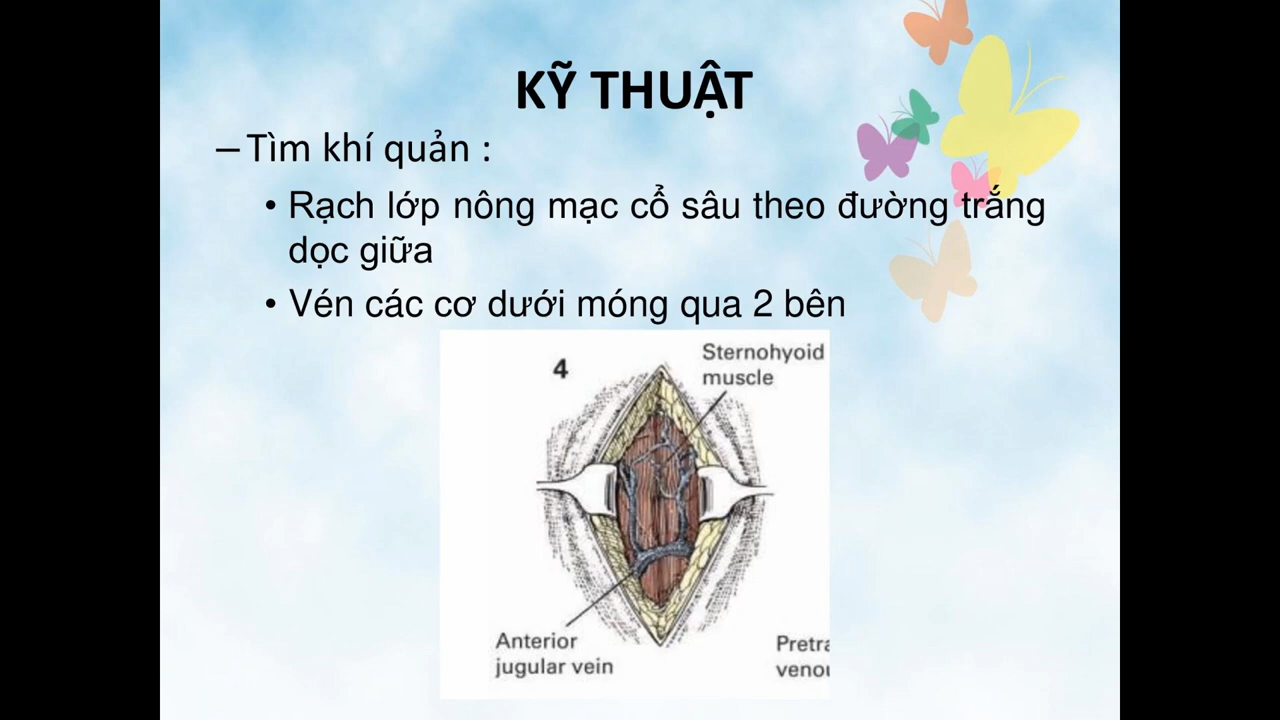 KỸ THUẬT
– Tìm khí quản :
• Rạch lớp nông mạc cổ sâu theo đường trắng
dọc giữa
• Vén các cơ dưới móng qua 2 bên
4
Sternohyoid
muscle
Anterior
jugular vein
Pretra
venou